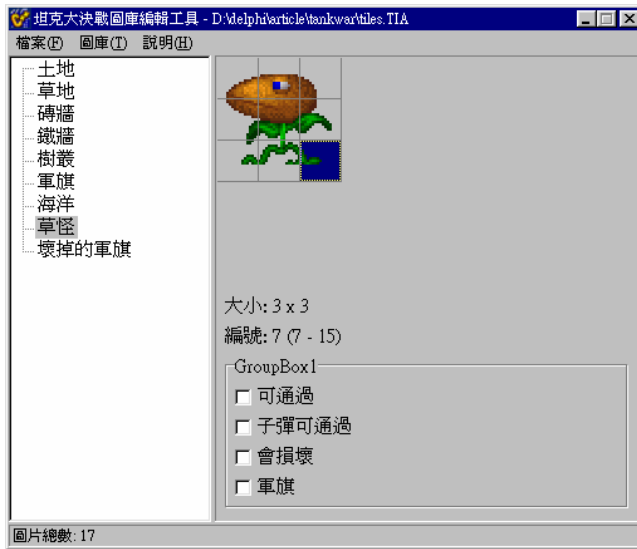 坦克大決戰圖庫編輯工具 - D:\delphi\article\tankwar\tiles.TIA
檔案(F) 圖庫(T) 說明(H)
土地
草地
磚牆
鐵牆
樹叢
軍旗
海洋
草怪
壞掉的軍旗
大小: 3 x 3
編號: 7 (7 - 15)
GroupBox1
可通過
子彈可通過
會損壞
軍旗
圖片總數: 17